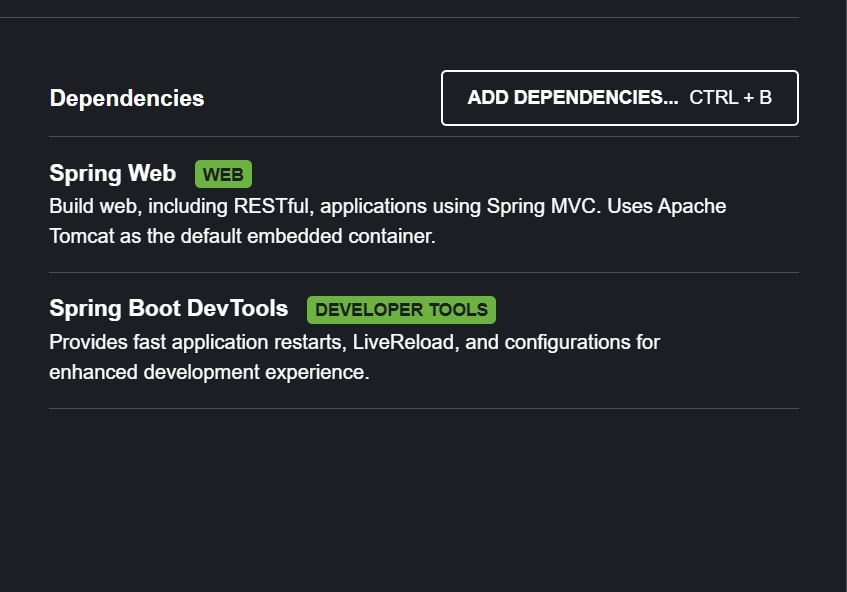 Dependencies
ADD DEPENDENCIES... CTRL + B
Spring Web WEB
Build web, including RESTful, applications using Spring MVC. Uses Apache
Tomcat as the default embedded container.
Spring Boot DevTools DEVELOPER TOOLS
Provides fast application restarts, LiveReload, and configurations for
enhanced development experience.